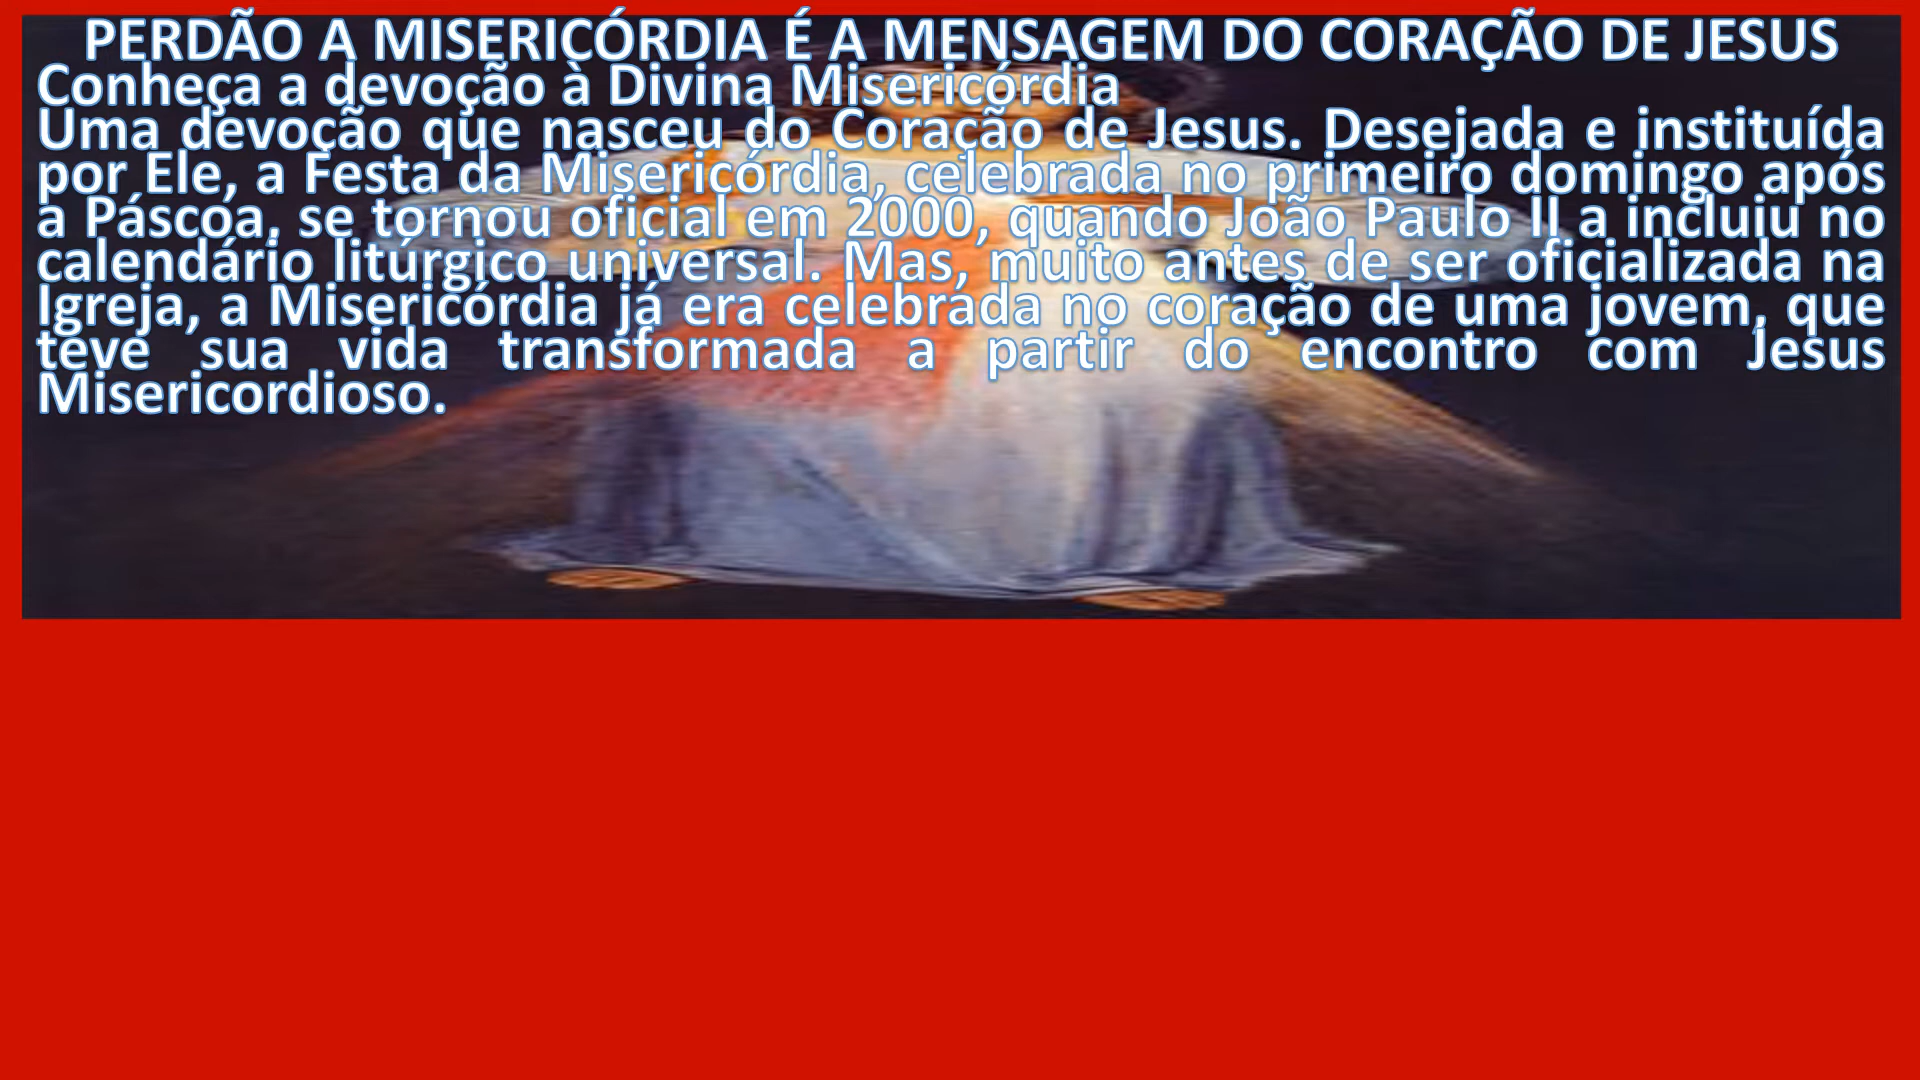 PERDÃO A MISERICÓRDIA É A MENSAGEM DO CORAÇÃO DE JESUS
Conheça a devoção à Divina Misericórdia
Uma devoção que nasceu do Coração de Jesus. Desejada e instituída
por Ele, a Festa da Misericórdia, celebrada no primeiro domingo após
a Páscoa, se tornou oficial em 2000, quando João Paulo II a incluiu no
calendário litúrgico universal. Mas, muito antes de ser oficializada na
Igreja, a Misericórdia já era celebrada no coração de uma jovem, que
teve sua vida transformada a partir do encontro com Jesus
Misericordioso.